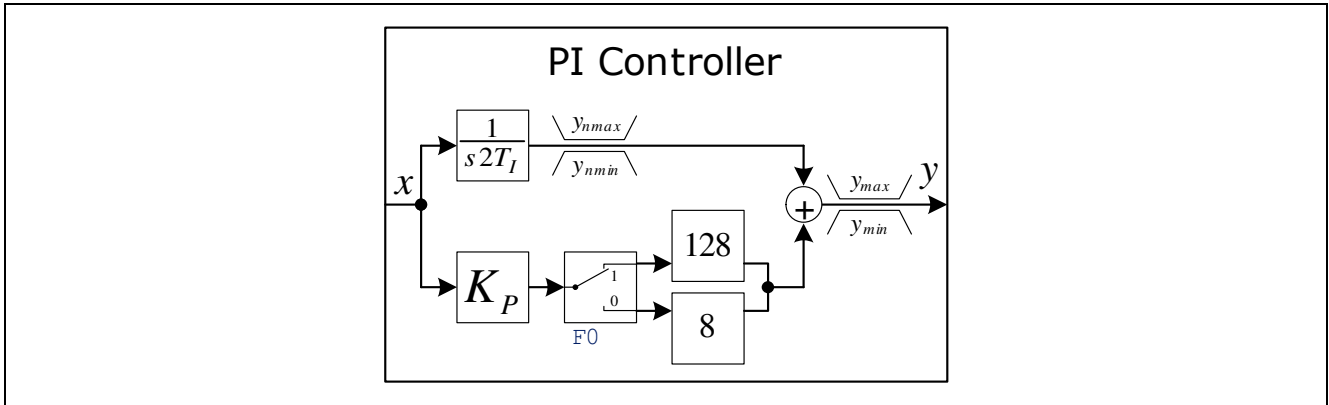 PI Controller
1
s2T_I
y_nmax
y_nmin
x
y_max
y
y_min
+
128
K_P
1
0
8
F0